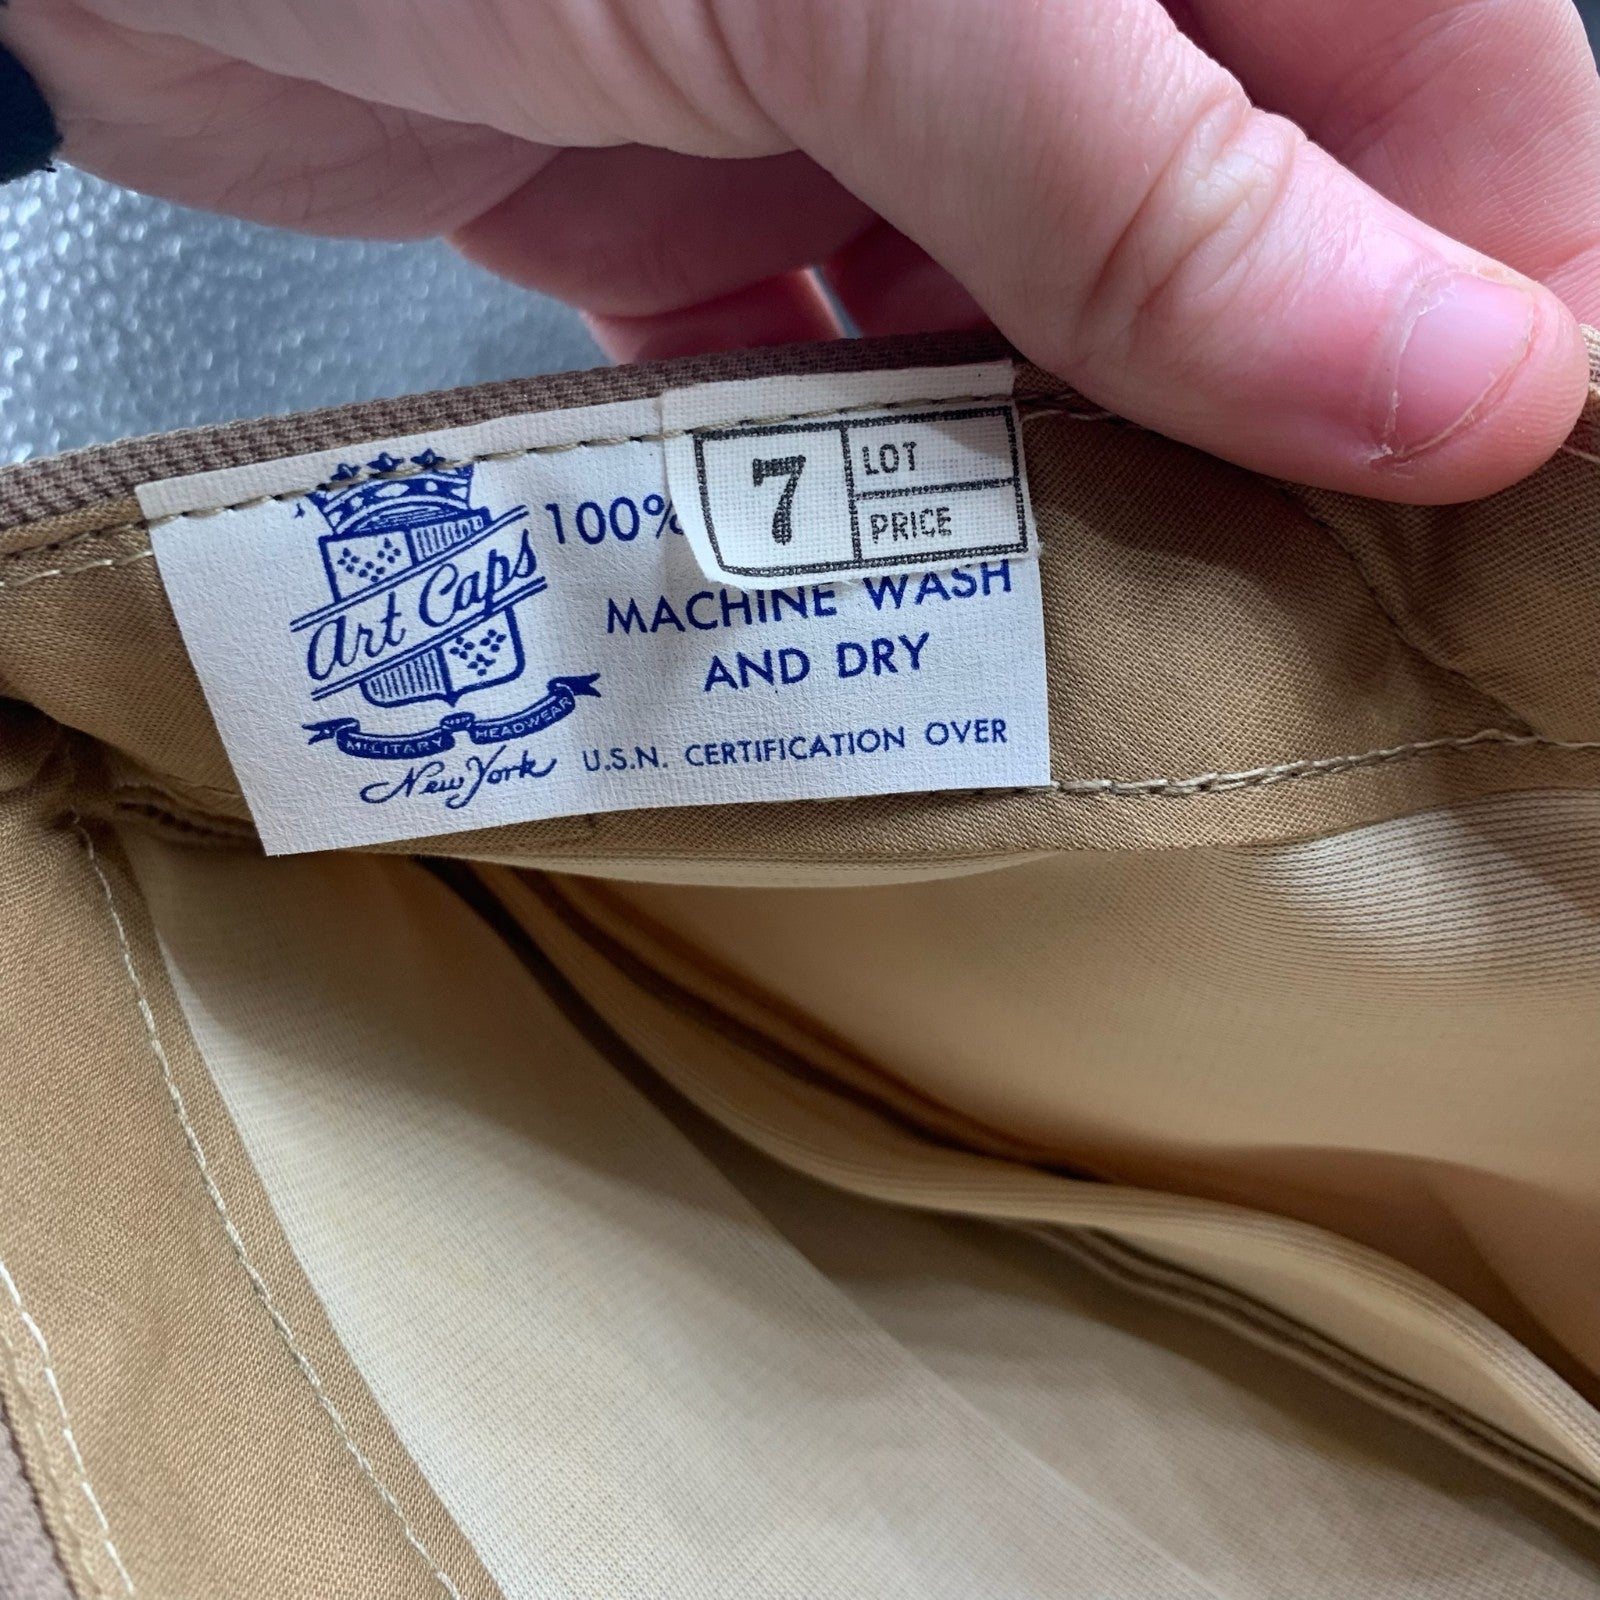 Art Caps
MILITARY HEADWEAR
New York
100%
MACHINE WASH
AND DRY
U.S.N. CERTIFICATION OVER
7
LOT
PRICE